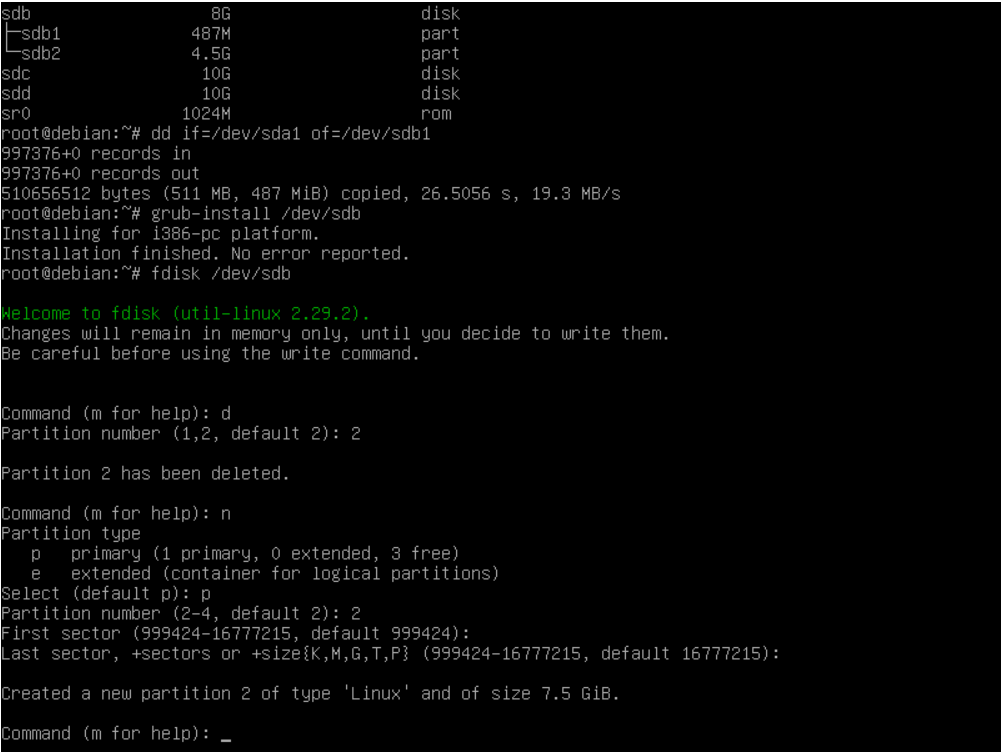 sdb 8G disk
├─sdb1 487M part
└─sdb2 4.5G part
sdc 10G disk
sdd 10G disk
sr0 1024M rom
root@debian:~# dd if=/dev/sda1 of=/dev/sdb1
997376+0 records in
997376+0 records out
510656512 bytes (511 MB, 487 MiB) copied, 26.5056 s, 19.3 MB/s
root@debian:~# grub-install /dev/sdb
Installing for i386-pc platform.
Installation finished. No error reported.
root@debian:~# fdisk /dev/sdb
Welcome to fdisk (util-linux 2.29.2).
Changes will remain in memory only, until you decide to write them.
Be careful before using the write command.
Command (m for help): d
Partition number (1,2, default 2): 2
Partition 2 has been deleted.
Command (m for help): n
Partition type
p primary (1 primary, 0 extended, 3 free)
e extended (container for logical partitions)
Select (default p): p
Partition number (2-4, default 2): 2
First sector (999424-16777215, default 999424):
Last sector, +sectors or +size{K,M,G,T,P} (999424-16777215, default 16777215):
Created a new partition 2 of type 'Linux' and of size 7.5 GiB.
Command (m for help): _